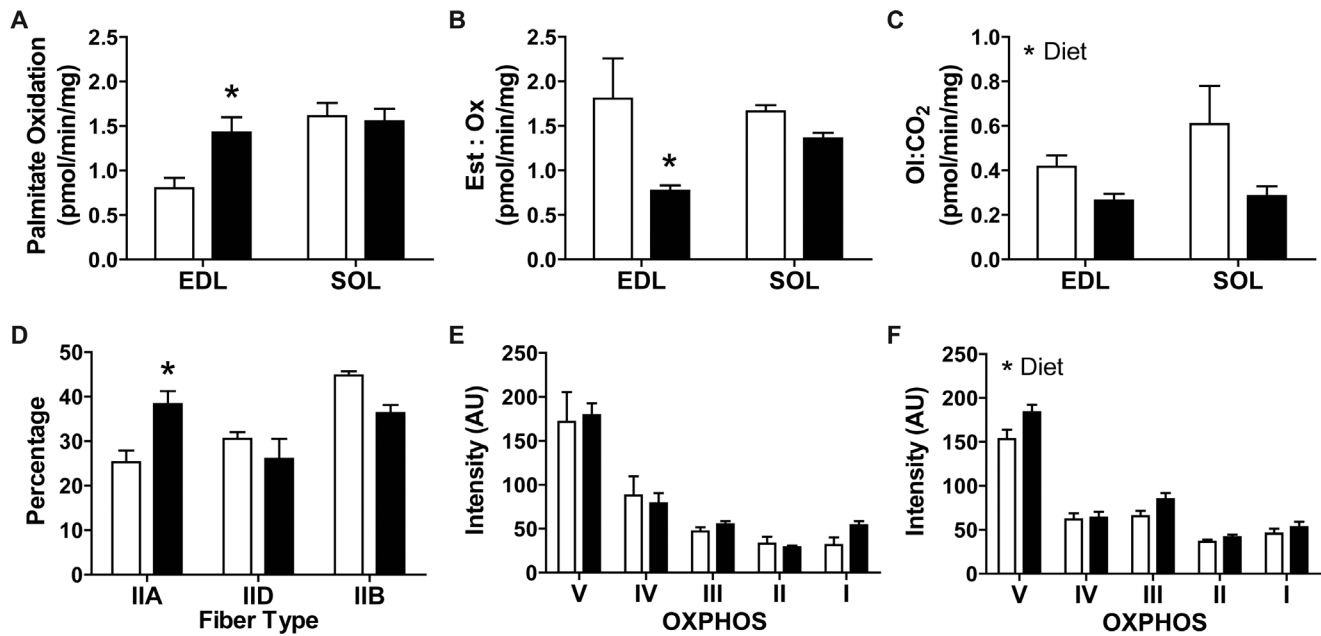 A
Palmitate Oxidation
(pmol/min/mg)
2.5
2.0
1.5
1.0
0.5
0.0
*
EDL
SOL
B
Est : Ox
(pmol/min/mg)
2.5
2.0
1.5
1.0
0.5
0.0
*
EDL
SOL
C
OI:CO₂
(pmol/min/mg)
1.0
0.8
0.6
0.4
0.2
0.0
* Diet
EDL
SOL
D
Percentage
50
40
30
20
10
0
*
IIA
IID
IIB
Fiber Type
E
Intensity (AU)
250
200
150
100
50
0
V
IV
III
II
I
OXPHOS
F
Intensity (AU)
250
200
150
100
50
0
* Diet
V
IV
III
II
I
OXPHOS